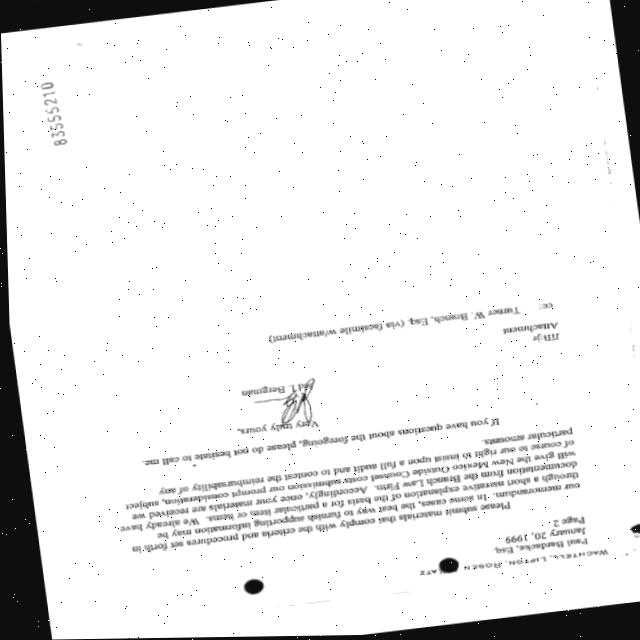 WACHTELL, LIPTON, ROSEN
Paul Bardacke, Esq.
January 20, 1999
Page 2
Please submit materials that comply with the criteria and procedures set forth in
our memorandum. In some cases, the best way to furnish supporting information may be
through a short narrative explanation of the basis for a particular item or items. We already have
documentation from the Branch Law Firm. Accordingly, once your materials are received we
will give the New Mexico Outside Counsel costs submission our prompt consideration, subject
of course to our right to insist upon a full audit and to contest the reimbursability of any
particular amounts.
If you have questions about the foregoing, please do not hesitate to call me.
Very truly yours,
I. Bergman
Attachment
cc: Turner W. Branch, Esq. (via facsimile w/attachment)
83555210